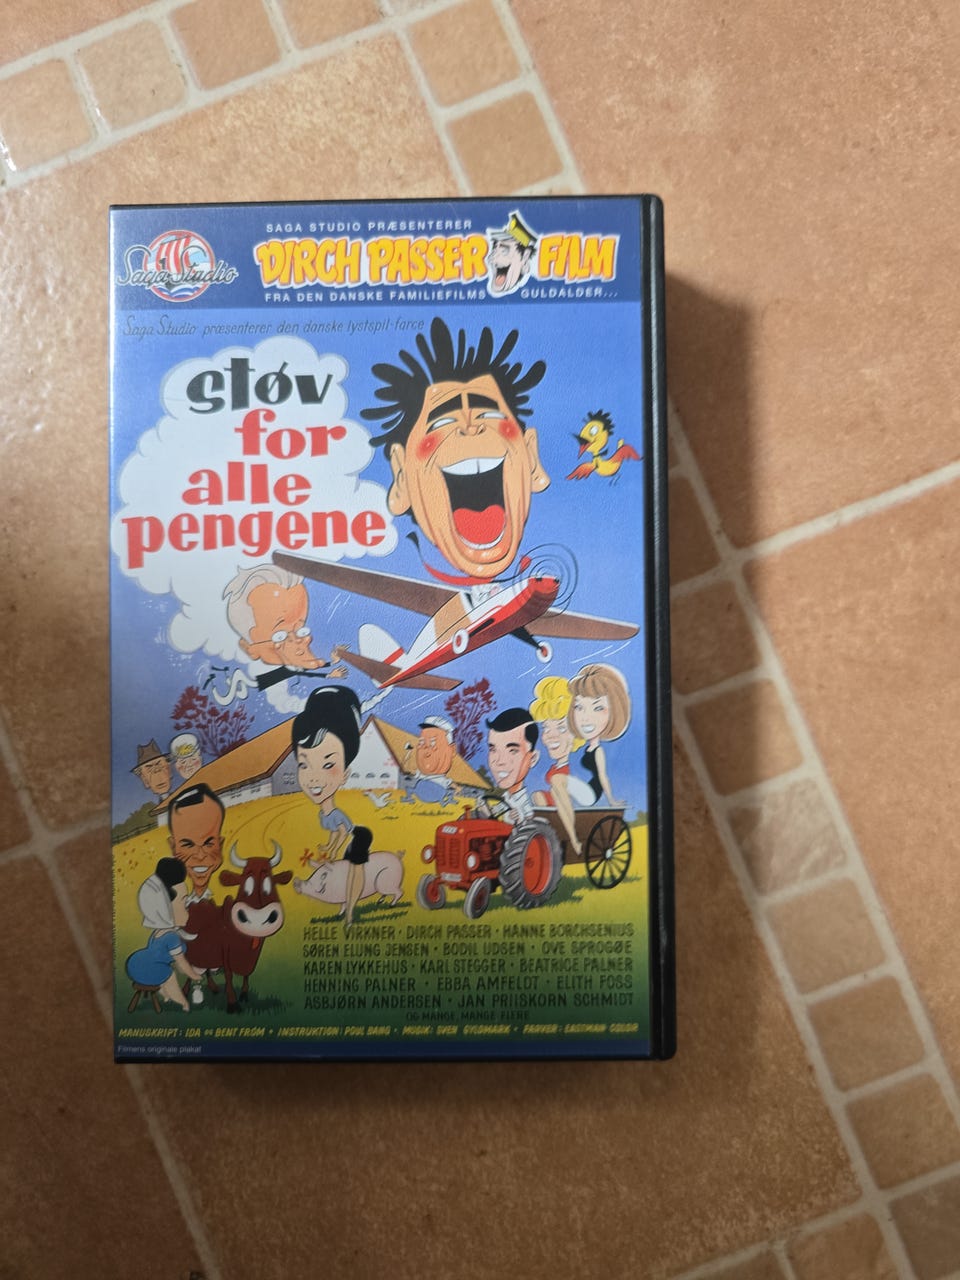 SAGA STUDIO PRÆSENTERER
Saga Studio
DIRCH PASSER FILM
FRA DEN DANSKE FAMILIEFILMS GULDALDER...
Saga Studio præsenterer den danske lystspil-farce
støv
for
alle
pengene
HELLE VIRKNER · DIRCH PASSER · HANNE BORCHSENIUS
SØREN ELUNG JENSEN · BODIL UDSEN · OVE SPROGØE
KAREN LYKKEHUS · KARL STEGGER · BEATRICE PALNER
HENNING PALNER · EBBA AMFELDT · ELITH FOSS
ASBJØRN ANDERSEN · JAN PRIISKORN SCHMIDT
OG MANGE, MANGE FLERE
MANUSKRIPT: IDA OG BENT FROM · INSTRUKTION: POUL BANG · MUSIK: SVEN GYLDMARK · FARVER: EASTMAN COLOR
Filmens originale plakat